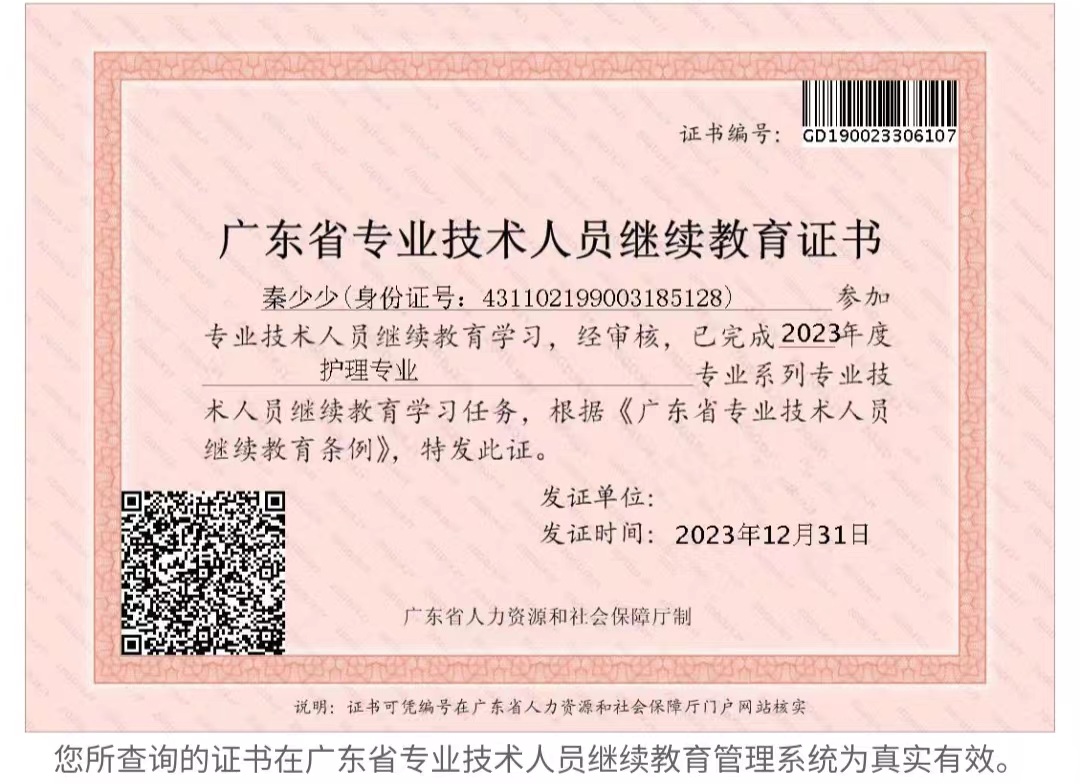 证书编号：
GD190023306107
广东省专业技术人员继续教育证书
秦少少(身份证号：431102199003185128) 参加
专业技术人员继续教育学习，经审核，已完成2023年度
护理专业 专业系列专业技
术人员继续教育学习任务，根据《广东省专业技术人员
继续教育条例》，特发此证。
发证单位：
发证时间：2023年12月31日
广东省人力资源和社会保障厅制
说明：证书可凭编号在广东省人力资源和社会保障厅门户网站核实
您所查询的证书在广东省专业技术人员继续教育管理系统为真实有效。